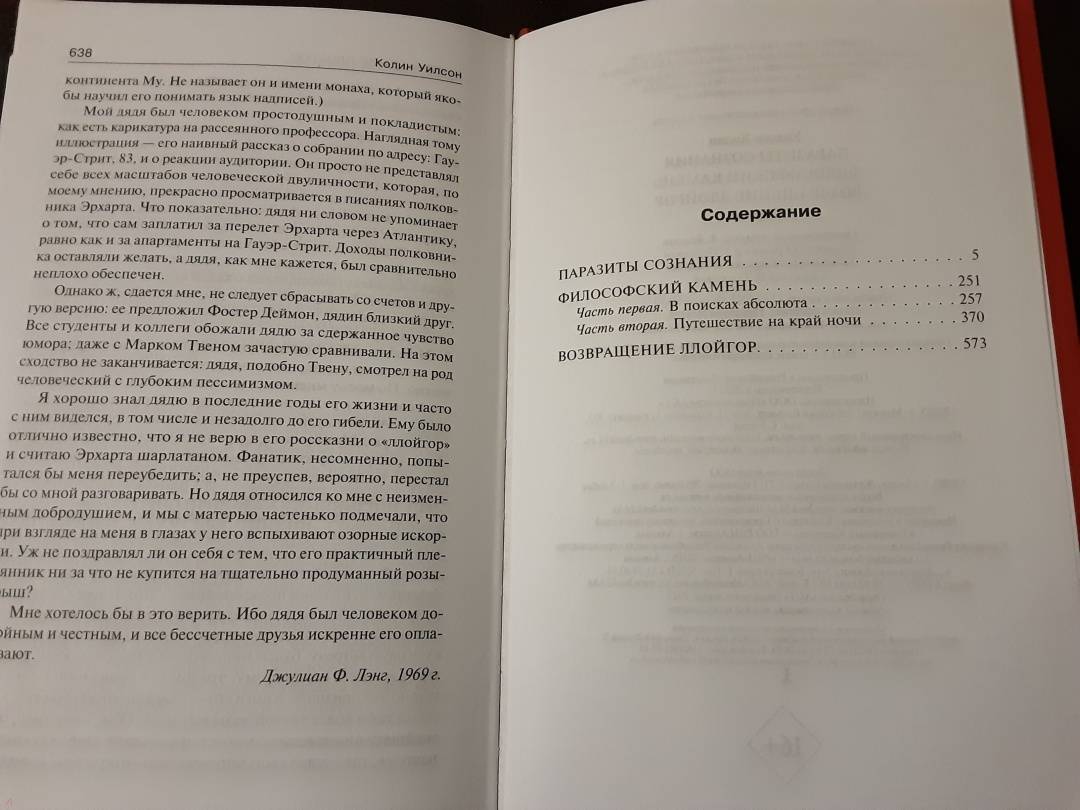 638
Колин Уилсон
континента Му. Не называет он и имени монаха, который яко-
бы научил его понимать язык надписей.)
Мой дядя был человеком простодушным и покладистым:
как есть карикатура на рассеянного профессора. Наглядная тому
иллюстрация — его наивный рассказ о собрании по адресу: Гау-
эр-Стрит, 83, и о реакции аудитории. Он просто не представлял
себе всех масштабов человеческой двуличности, которая, по
моему мнению, прекрасно просматривается в писаниях полков-
ника Эрхарта. Что показательно: дядя ни словом не упоминает
о том, что сам заплатил за перелет Эрхарта через Атлантику,
равно как и за апартаменты на Гауэр-Стрит. Доходы полковни-
ка оставляли желать, а дядя, как мне кажется, был сравнительно
неплохо обеспечен.
Однако ж, сдается мне, не следует сбрасывать со счетов и дру-
гую версию: ее предложил Фостер Деймон, дядин близкий друг.
Все студенты и коллеги обожали дядю за сдержанное чувство
юмора; даже с Марком Твеном зачастую сравнивали. На этом
сходство не заканчивается: дядя, подобно Твену, смотрел на род
человеческий с глубоким пессимизмом.
Я хорошо знал дядю в последние годы его жизни и часто
с ним виделся, в том числе и незадолго до его гибели. Ему было
отлично известно, что я не верю в его россказни о «ллойгор»
и считаю Эрхарта шарлатаном. Фанатик, несомненно, попы-
тался бы меня переубедить; а, не преуспев, вероятно, перестал
бы со мной разговаривать. Но дядя относился ко мне с неизмен-
ным добродушием, и мы с матерью частенько подмечали, что
при взгляде на меня в глазах у него вспыхивают озорные искор-
и. Уж не поздравлял ли он себя с тем, что его практичный пле-
янник ни за что не купится на тщательно продуманный розы-
рыш?
Мне хотелось бы в это верить. Ибо дядя был человеком до-
ойным и честным, и все бессчетные друзья искренне его опла-
вают.
Джулиан Ф. Лэнг, 1969 г.
Содержание
ПАРАЗИТЫ СОЗНАНИЯ . . . . . . . . . . . . . . . . . . 5
ФИЛОСОФСКИЙ КАМЕНЬ . . . . . . . . . . . . . . . . 251
Часть первая. В поисках абсолюта . . . . . . . . . . . . . 257
Часть вторая. Путешествие на край ночи . . . . . . . . 370
ВОЗВРАЩЕНИЕ ЛЛОЙГОР. . . . . . . . . . . . . . . . . 573